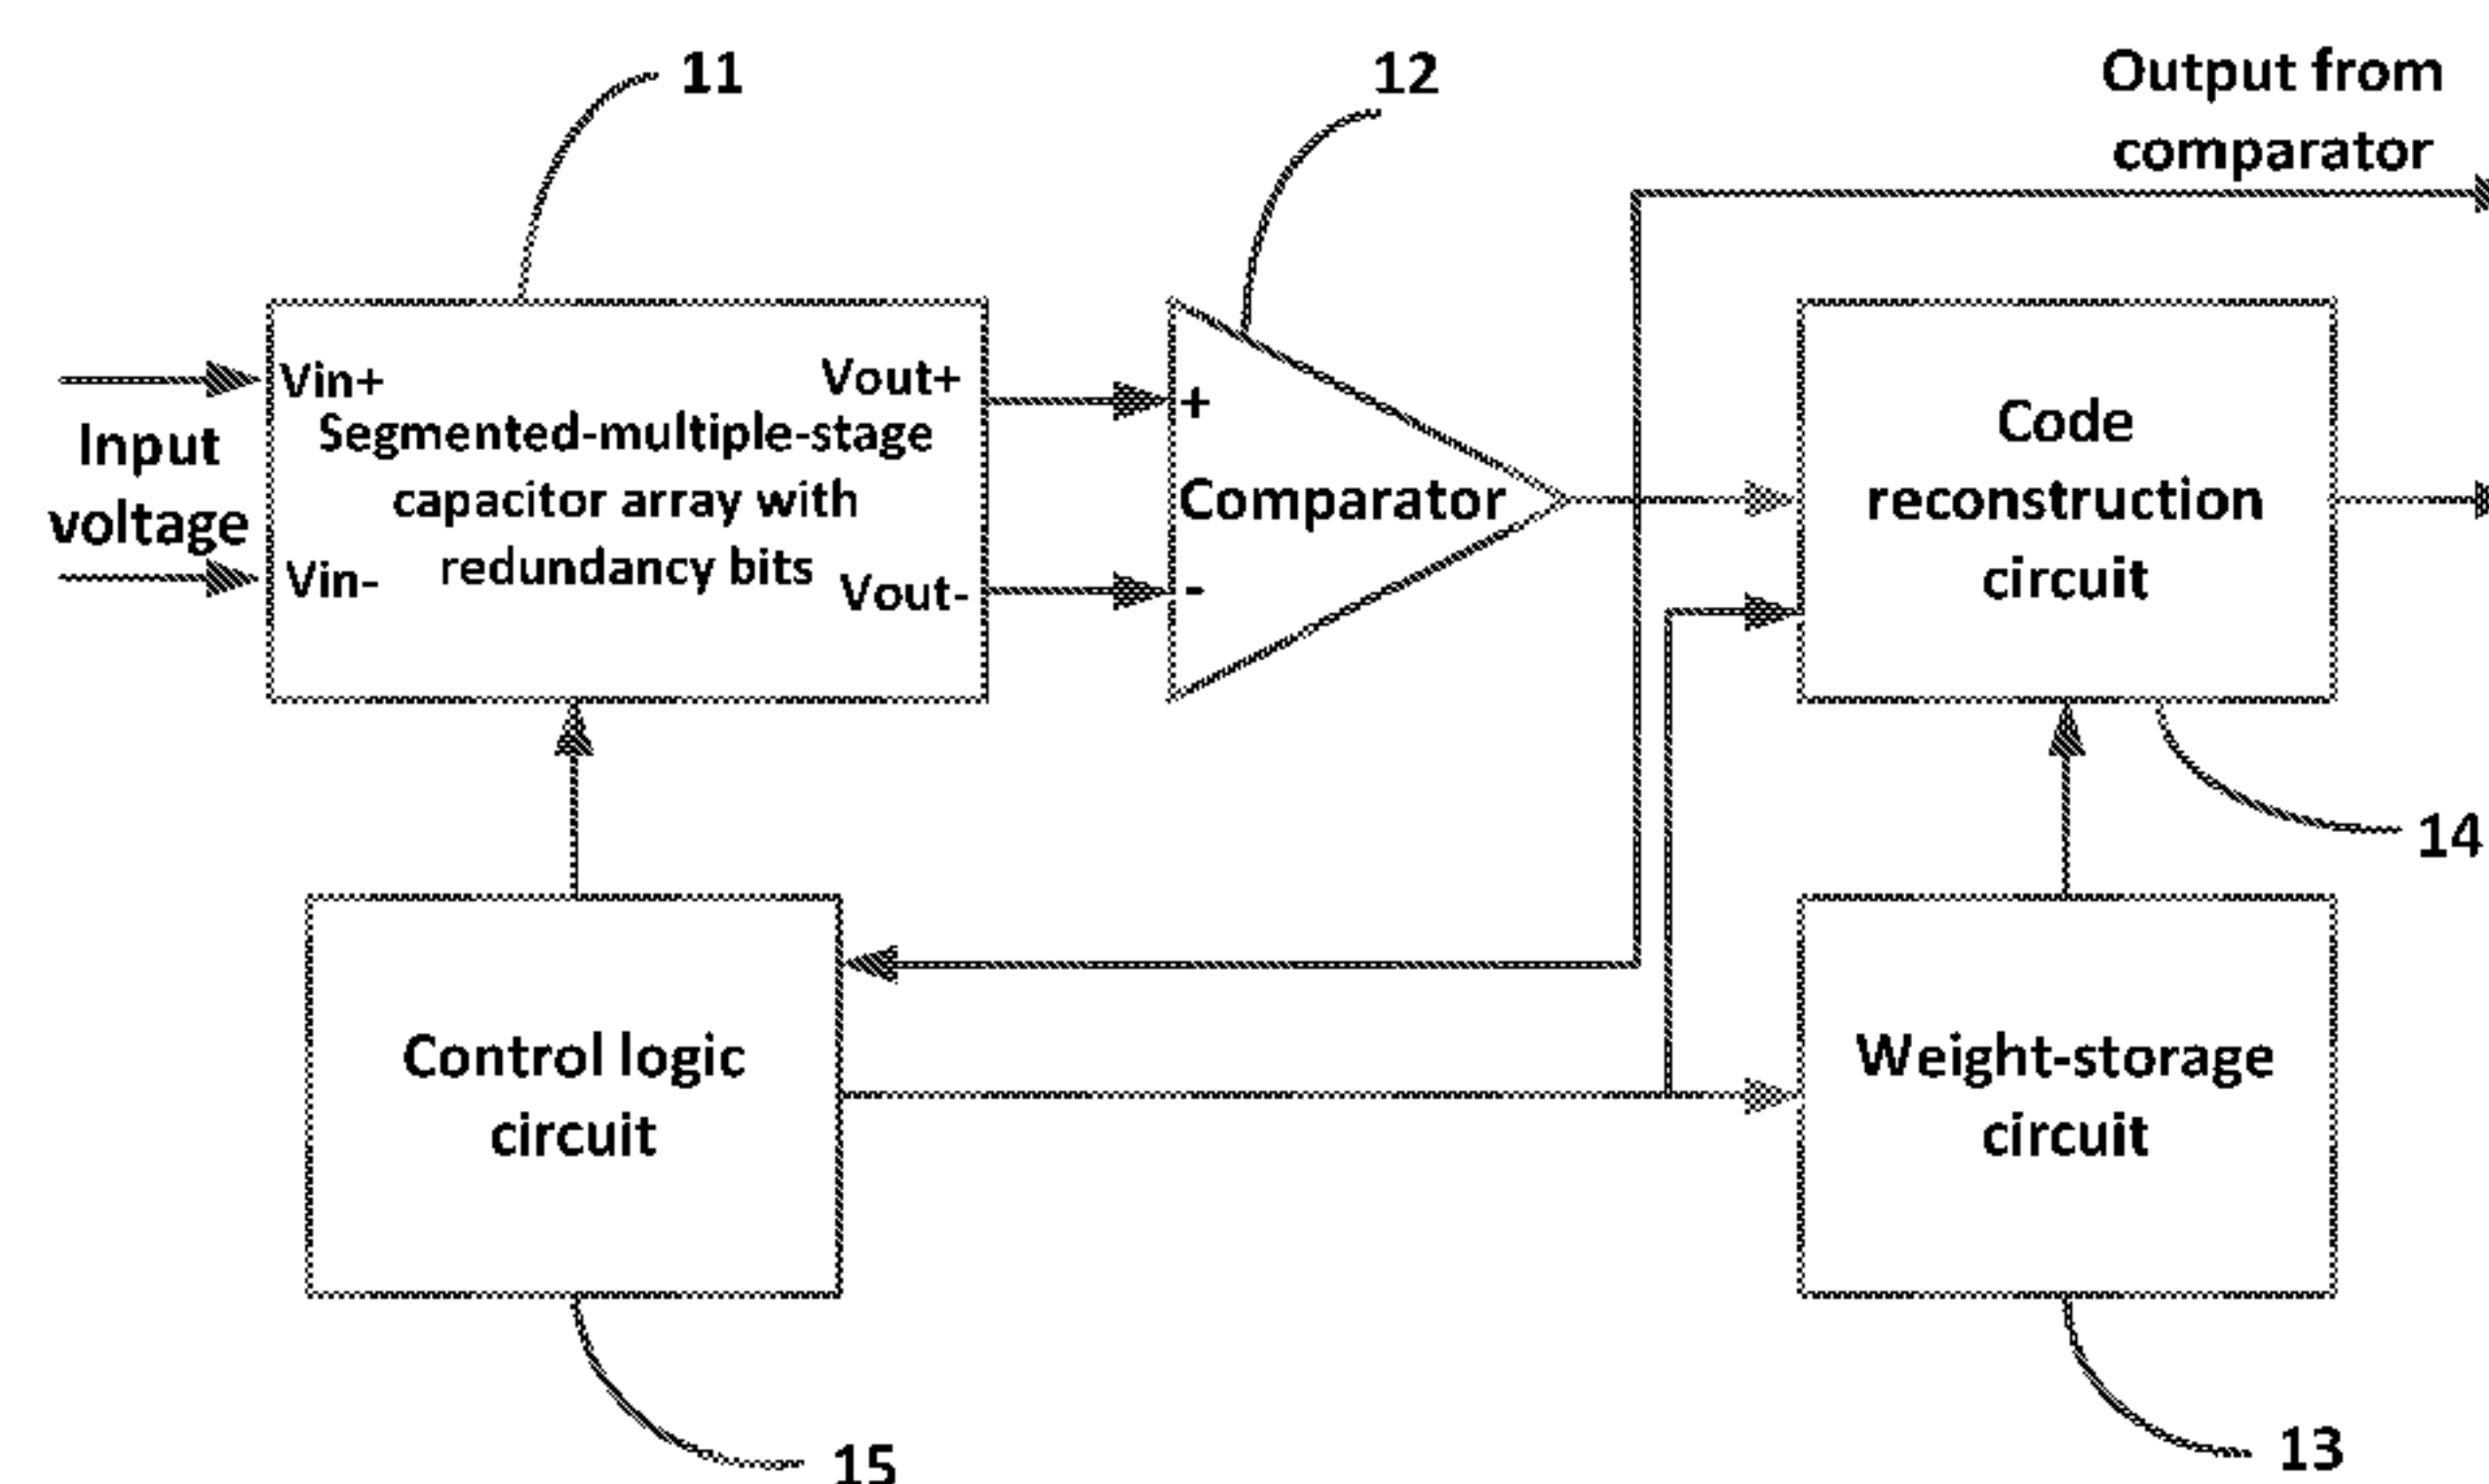 11
12
Output from
comparator
Vin+
Vout+
Input
voltage
Segmented-multiple-stage
capacitor array with
redundancy bits
Vin-
Vout-
+
Comparator
-
Code
reconstruction
circuit
14
Control logic
circuit
Weight-storage
circuit
15
13